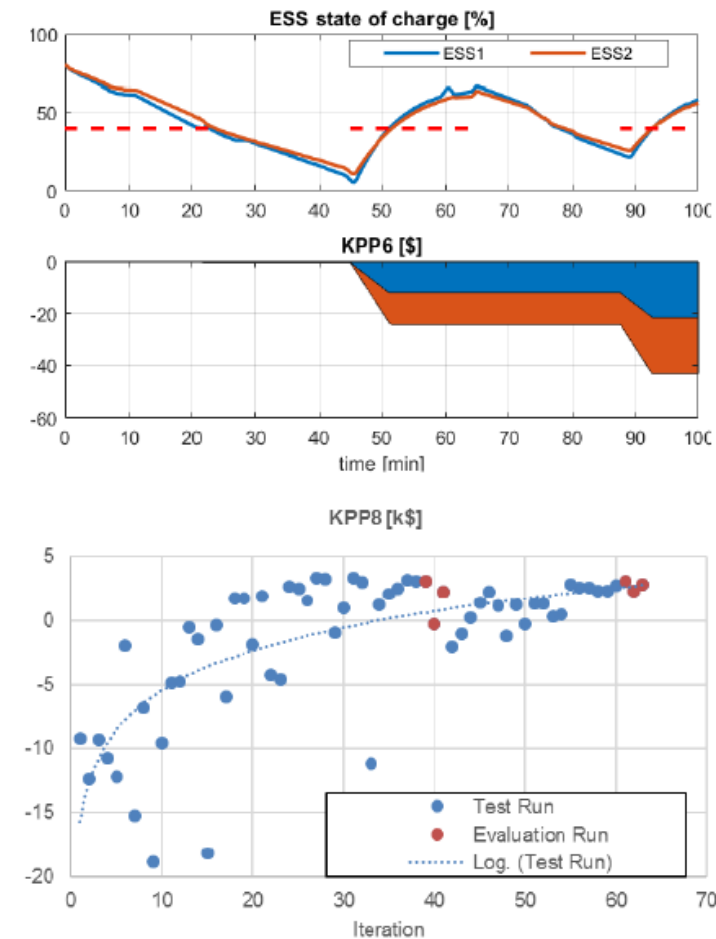 ESS state of charge [%]
100
50
0
ESS1
ESS2
0 10 20 30 40 50 60 70 80 90 100
KPP6 [$]
0
-20
-40
-60
0 10 20 30 40 50 60 70 80 90 100
time [min]
KPP8 [k$]
5
0
-5
-10
-15
-20
Test Run
Evaluation Run
Log. (Test Run)
0 10 20 30 40 50 60 70
Iteration